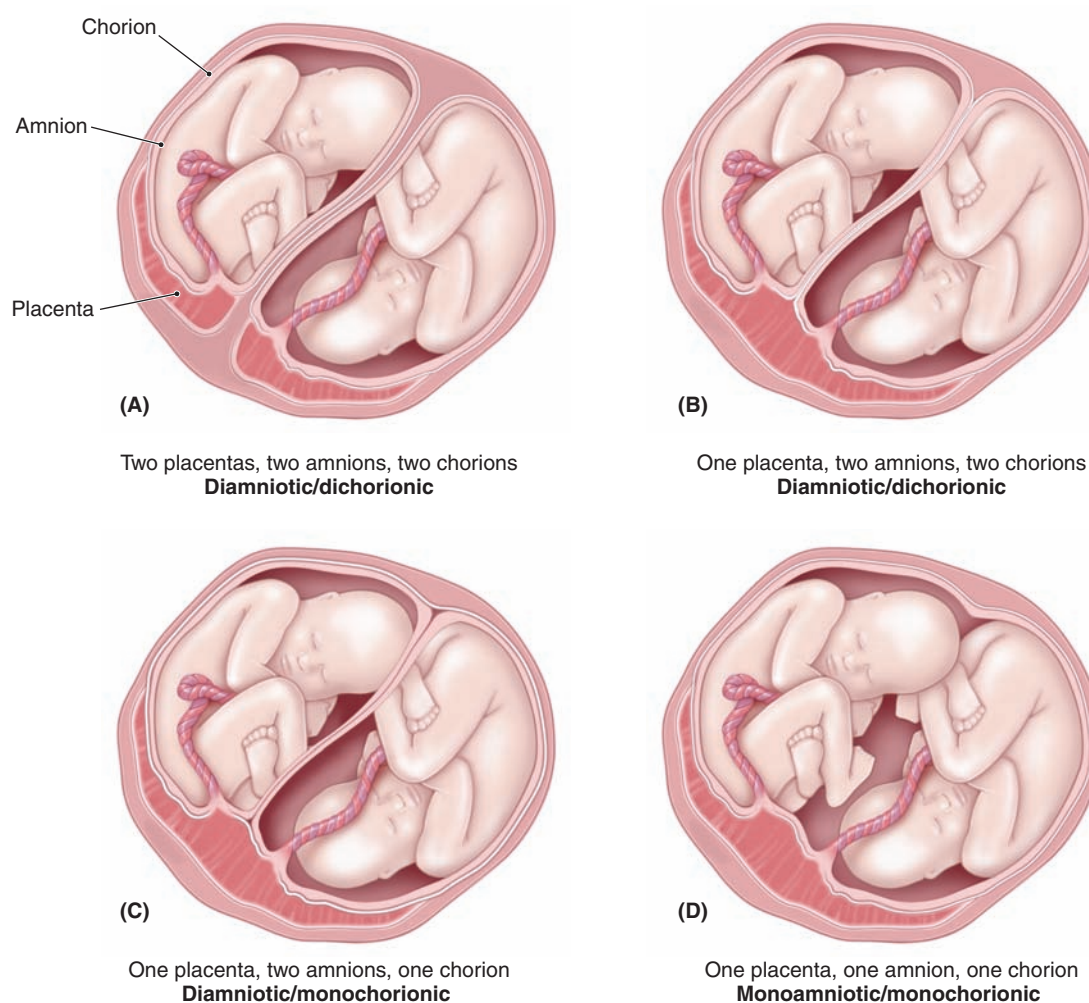 Chorion
Amnion
Placenta
(A)
(B)
Two placentas, two amnions, two chorions
Diamniotic/dichorionic
One placenta, two amnions, two chorions
Diamniotic/dichorionic
(C)
(D)
One placenta, two amnions, one chorion
Diamniotic/monochorionic
One placenta, one amnion, one chorion
Monoamniotic/monochorionic